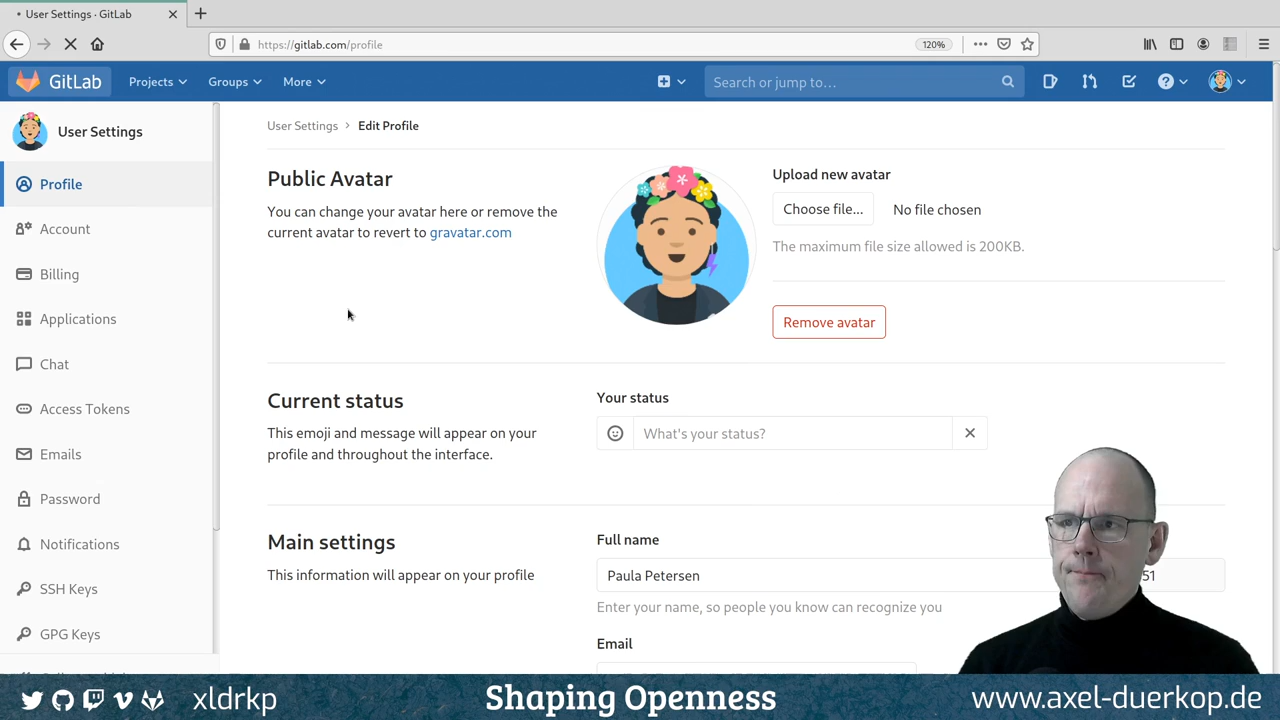 User Settings · GitLab
https://gitlab.com/profile
120%
GitLab
Projects
Groups
More
Search or jump to...
User Settings
Profile
Account
Billing
Applications
Chat
Access Tokens
Emails
Password
Notifications
SSH Keys
GPG Keys
User Settings > Edit Profile
Public Avatar
You can change your avatar here or remove the
current avatar to revert to gravatar.com
Upload new avatar
Choose file... No file chosen
The maximum file size allowed is 200KB.
Remove avatar
Current status
This emoji and message will appear on your
profile and throughout the interface.
Your status
What's your status?
Main settings
This information will appear on your profile
Full name
Paula Petersen
51
Enter your name, so people you know can recognize you
Email
xldrkp
Shaping Openness
www.axel-duerkop.de